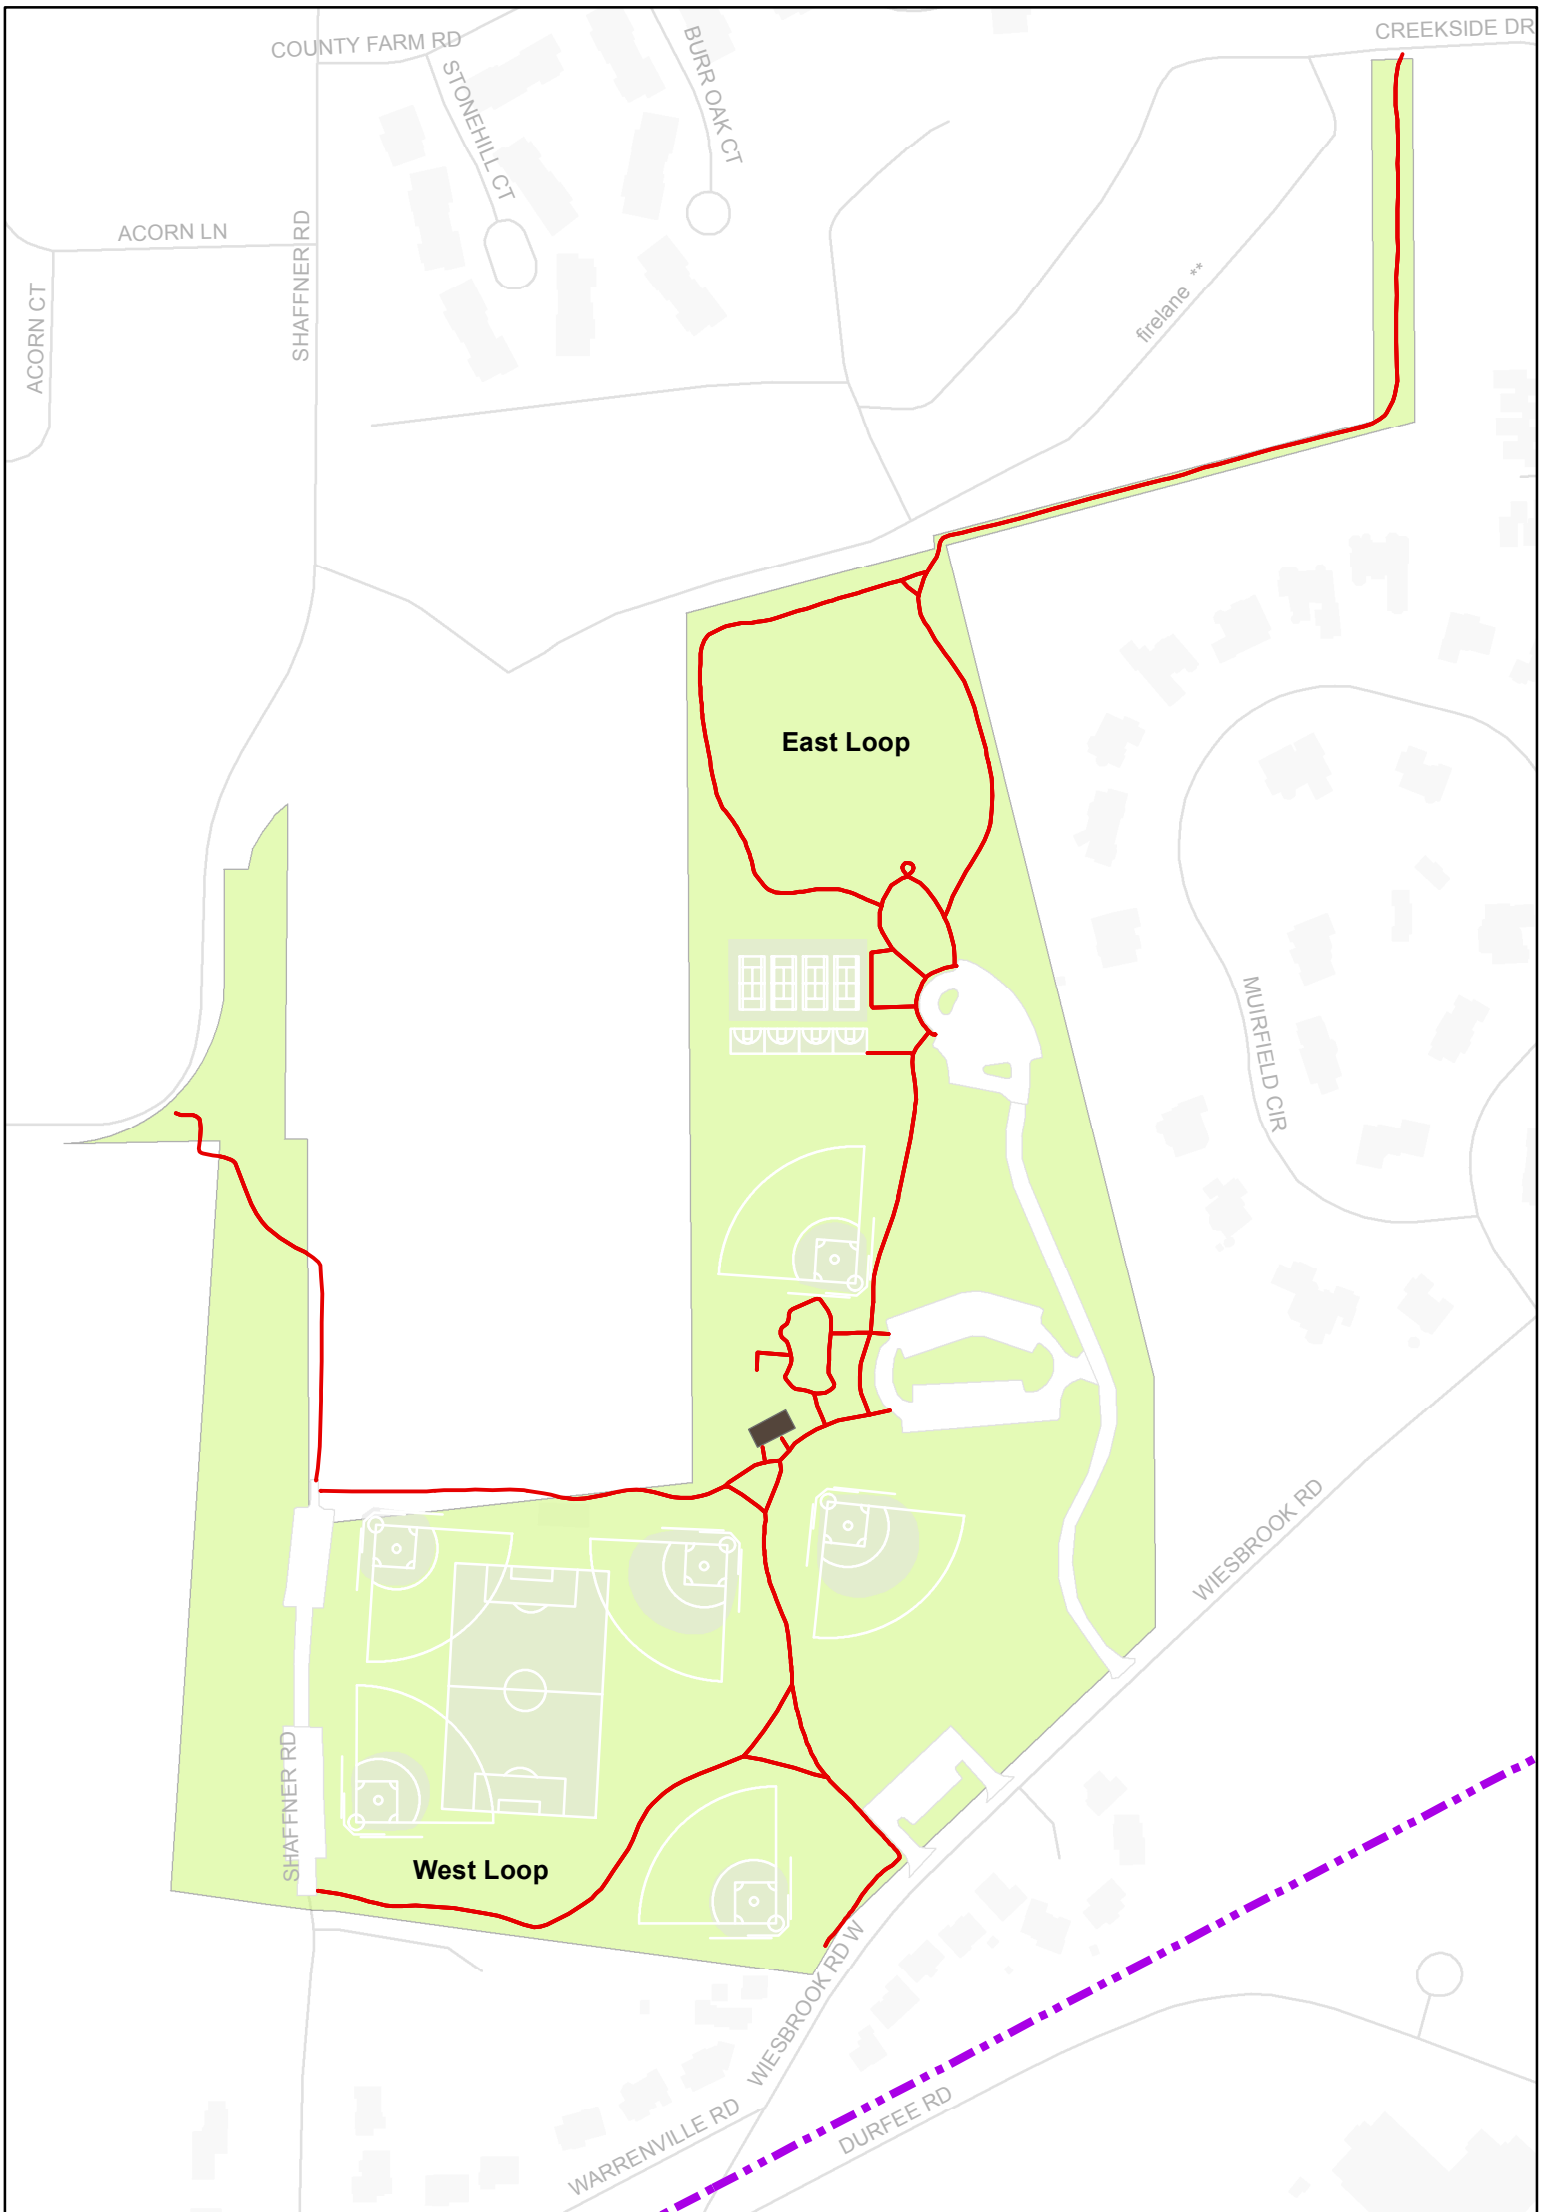 COUNTY FARM RD
CREEKSIDE DR
STONEHILL CT
BURR OAK CT
ACORN LN
SHAFFNER RD
ACORN CT
firelane **
East Loop
MUIRFIELD CIR
WIESBROOK RD
SHAFFNER RD
West Loop
WIESBROOK RD W
WARRENVILLE RD
DURFEE RD